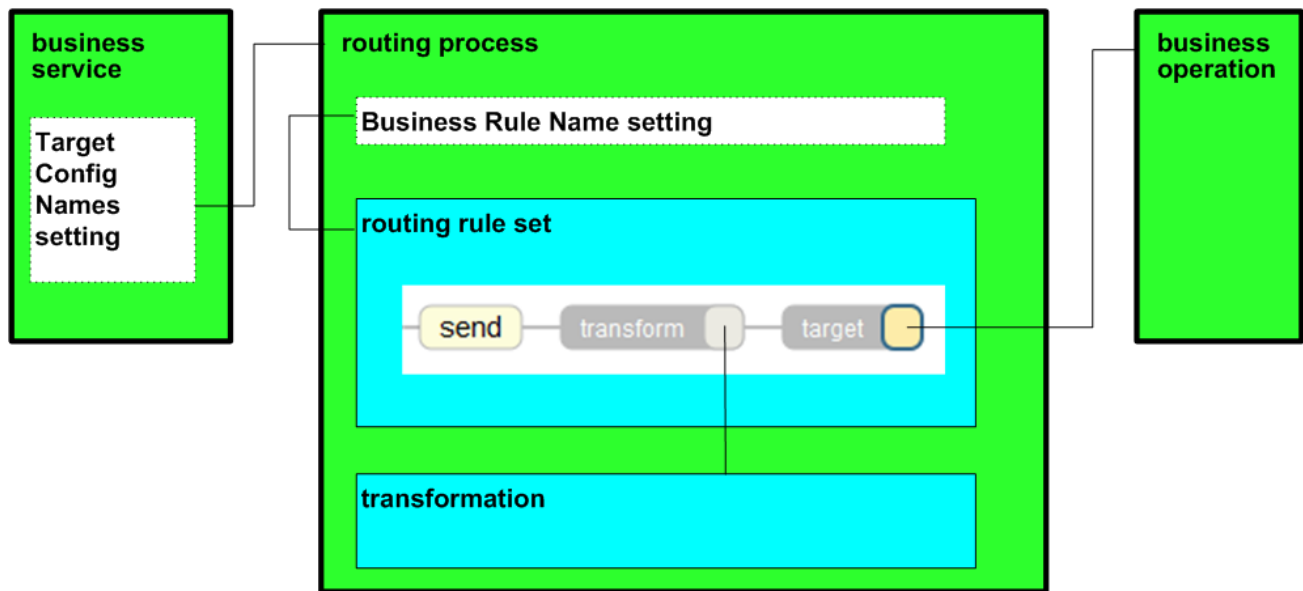 business
service
Target
Config
Names
setting
routing process
Business Rule Name setting
routing rule set
send
transform
target
transformation
business
operation